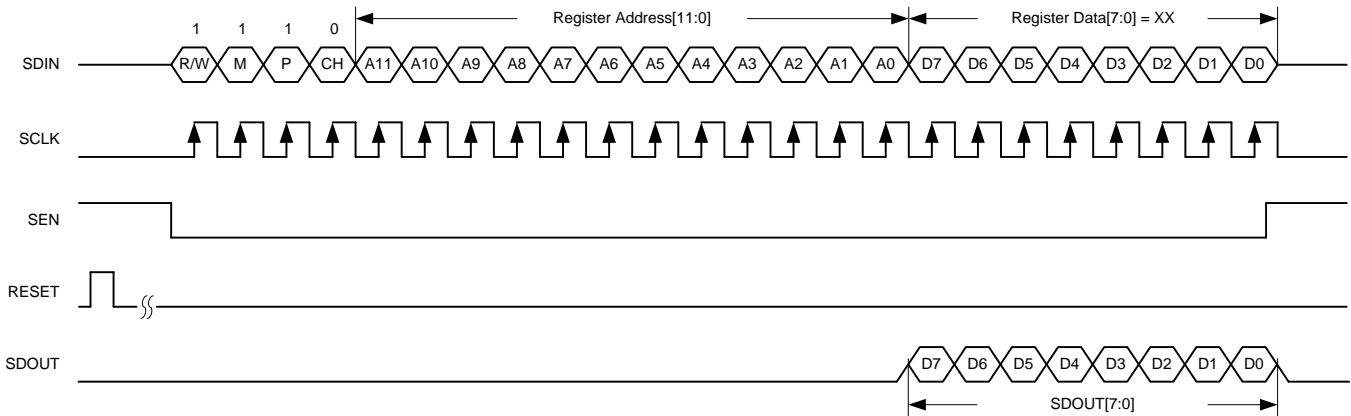 1 1 1 0 Register Address[11:0] Register Data[7:0] = XX
SDIN R/W M P CH A11 A10 A9 A8 A7 A6 A5 A4 A3 A2 A1 A0 D7 D6 D5 D4 D3 D2 D1 D0
SCLK
SEN
RESET
SDOUT D7 D6 D5 D4 D3 D2 D1 D0
SDOUT[7:0]